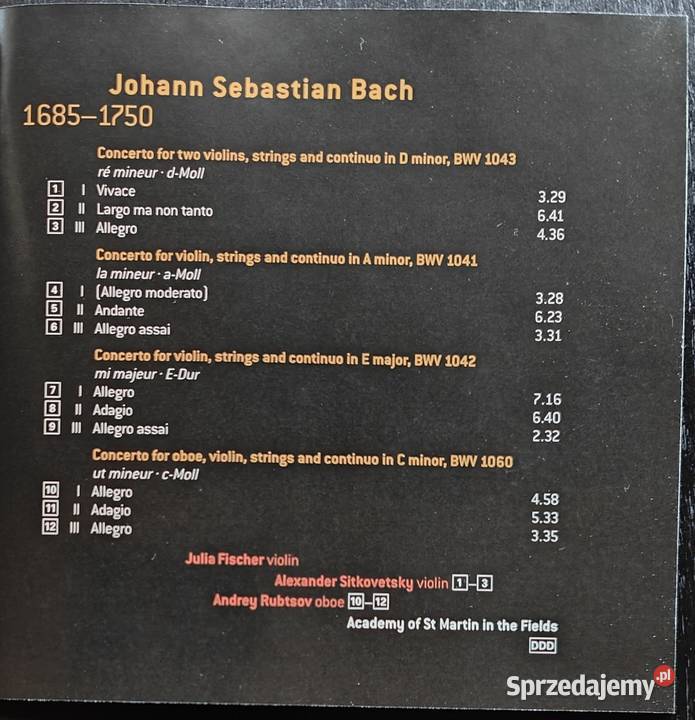 Johann Sebastian Bach
1685–1750
Concerto for two violins, strings and continuo in D minor, BWV 1043
ré mineur · d-Moll
1 I Vivace 3.29
2 II Largo ma non tanto 6.41
3 III Allegro 4.36
Concerto for violin, strings and continuo in A minor, BWV 1041
la mineur · a-Moll
4 I (Allegro moderato) 3.28
5 II Andante 6.23
6 III Allegro assai 3.31
Concerto for violin, strings and continuo in E major, BWV 1042
mi majeur · E-Dur
7 I Allegro 7.16
8 II Adagio 6.40
9 III Allegro assai 2.32
Concerto for oboe, violin, strings and continuo in C minor, BWV 1060
ut mineur · c-Moll
10 I Allegro 4.58
11 II Adagio 5.33
12 III Allegro 3.35
Julia Fischer violin
Alexander Sitkovetsky violin 1–3
Andrey Rubtsov oboe 10–12
Academy of St Martin in the Fields
DDD
Sprzedajemy.pl